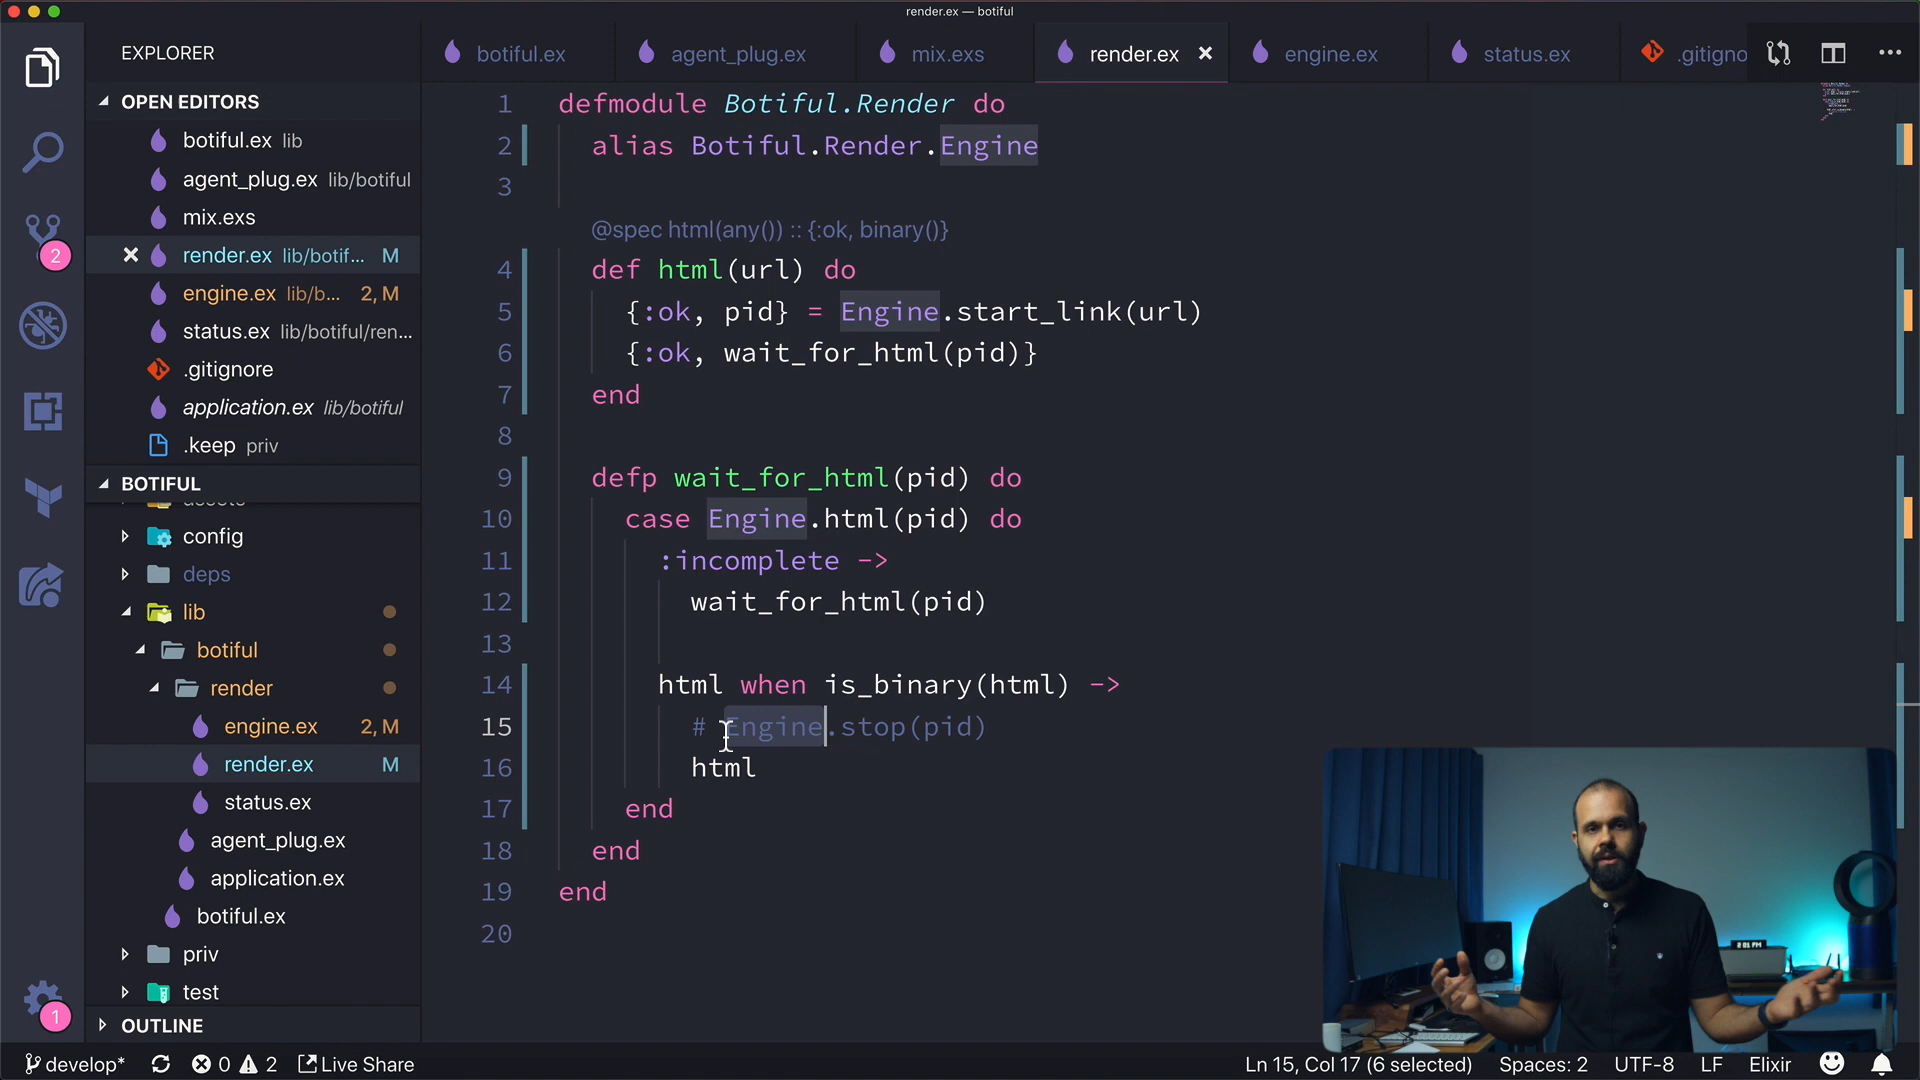 render.ex — botiful
EXPLORER
botiful.ex
agent_plug.ex
mix.exs
render.ex
engine.ex
status.ex
.gitigno
OPEN EDITORS
botiful.ex lib
agent_plug.ex lib/botiful
mix.exs
render.ex lib/botif... M
engine.ex lib/b... 2, M
status.ex lib/botiful/ren...
.gitignore
application.ex lib/botiful
.keep priv
BOTIFUL
assets
config
deps
lib
botiful
render
engine.ex 2, M
render.ex M
status.ex
agent_plug.ex
application.ex
botiful.ex
priv
test
OUTLINE
2
1
1 defmodule Botiful.Render do
2 alias Botiful.Render.Engine
3
@spec html(any()) :: {:ok, binary()}
4 def html(url) do
5 {:ok, pid} = Engine.start_link(url)
6 {:ok, wait_for_html(pid)}
7 end
8
9 defp wait_for_html(pid) do
10 case Engine.html(pid) do
11 :incomplete ->
12 wait_for_html(pid)
13
14 html when is_binary(html) ->
15 # Engine.stop(pid)
16 html
17 end
18 end
19 end
20
2:01 PM
develop* 0 2 Live Share
Ln 15, Col 17 (6 selected) Spaces: 2 UTF-8 LF Elixir